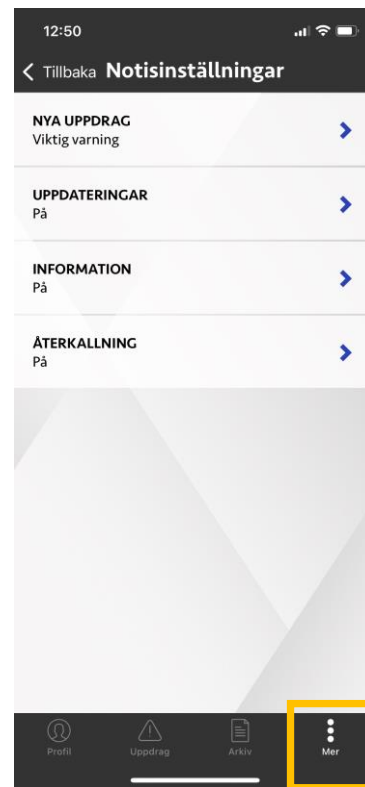 12:50
Tillbaka Notisinställningar
NYA UPPDRAG
Viktig varning
UPPDATERINGAR
På
INFORMATION
På
ÅTERKALLNING
På
Profil Uppdrag Arkiv Mer